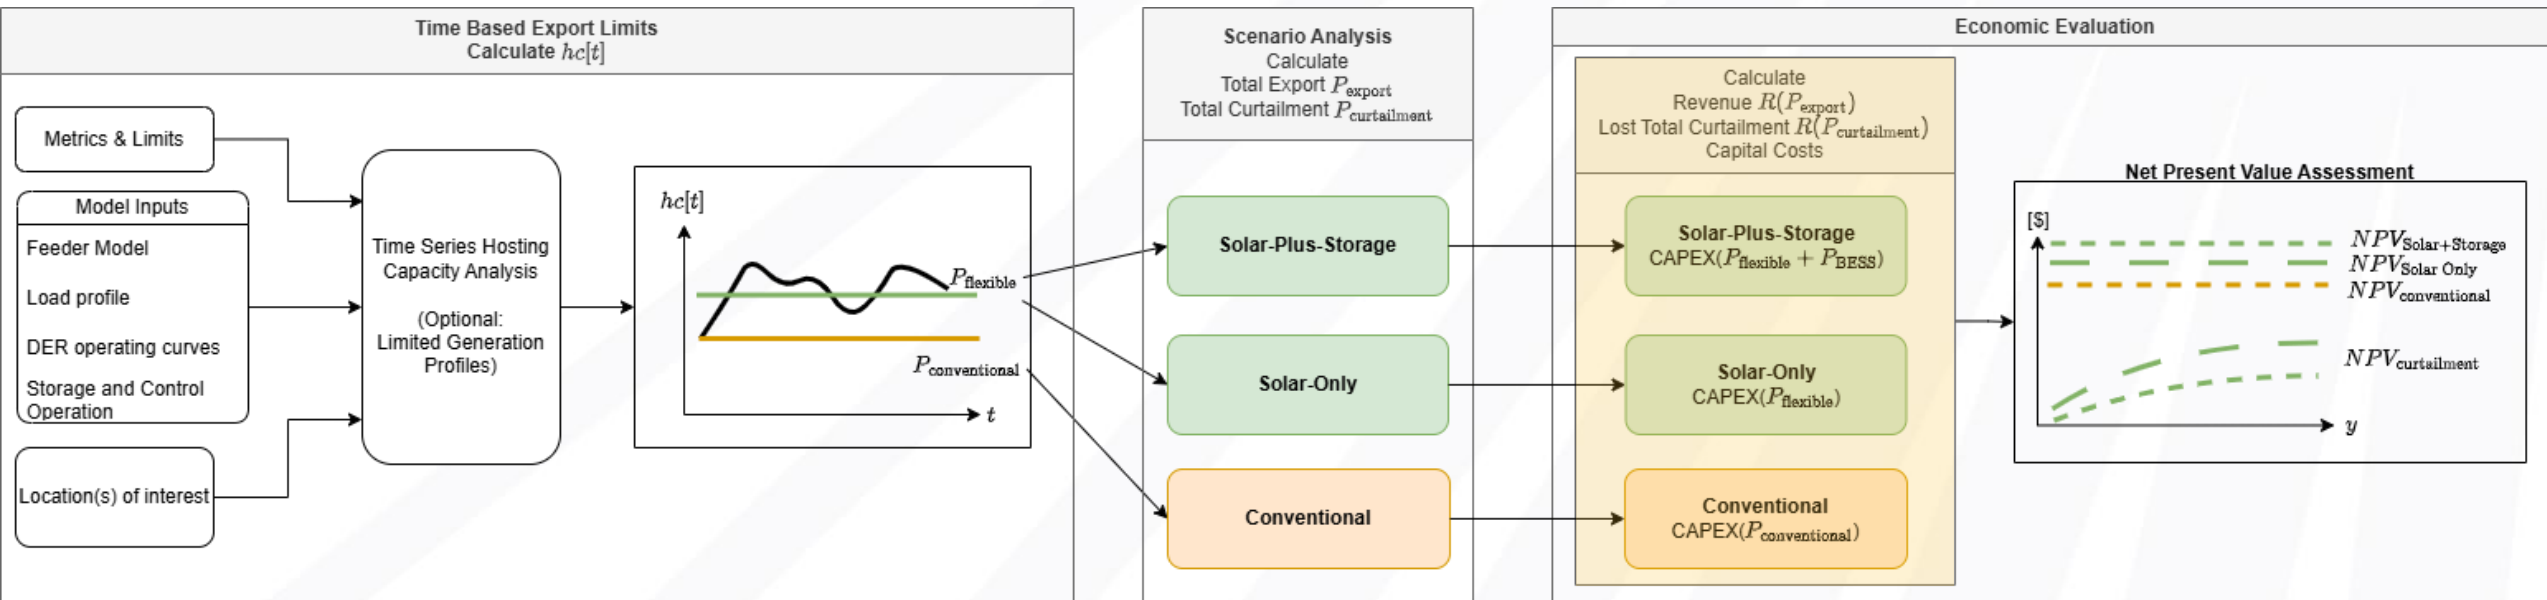 Time Based Export Limits
Calculate hc[t]
Metrics & Limits
Model Inputs
Feeder Model
Load profile
DER operating curves
Storage and Control
Operation
Location(s) of interest
Time Series Hosting
Capacity Analysis
(Optional:
Limited Generation
Profiles)
hc[t]
P_flexible
P_conventional
t
Scenario Analysis
Calculate
Total Export P_export
Total Curtailment P_curtailment
Solar-Plus-Storage
Solar-Only
Conventional
Economic Evaluation
Calculate
Revenue R(P_export)
Lost Total Curtailment R(P_curtailment)
Capital Costs
Solar-Plus-Storage
CAPEX(P_flexible + P_BESS)
Solar-Only
CAPEX(P_flexible)
Conventional
CAPEX(P_conventional)
Net Present Value Assessment
[$]
NPV_Solar+Storage
NPV_Solar Only
NPV_conventional
NPV_curtailment
y